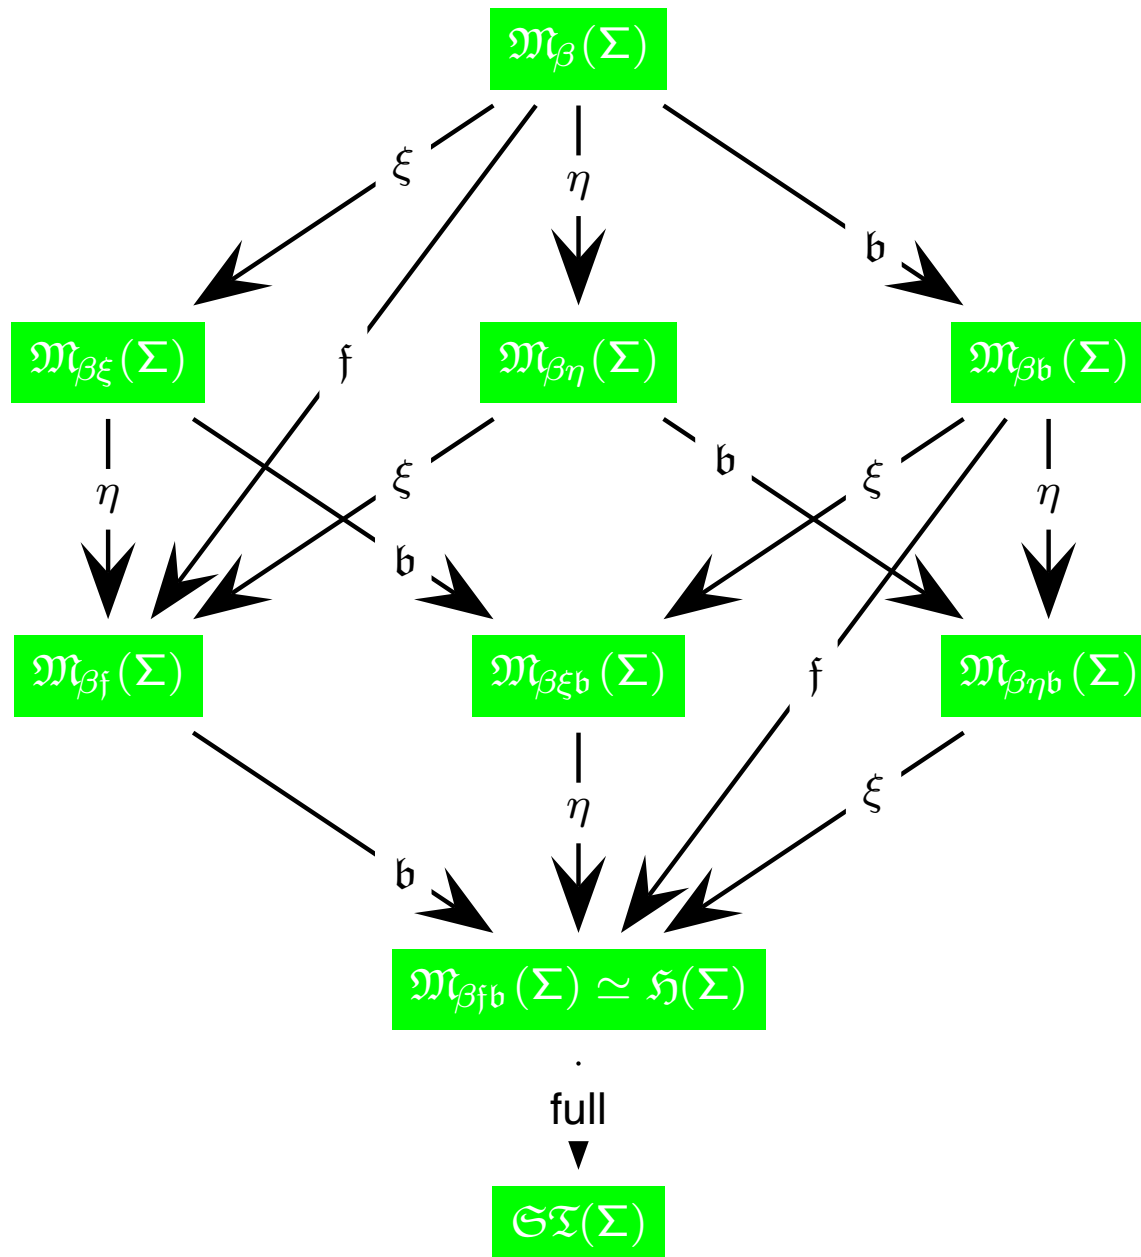 𝔐β(Σ)
ξ
η
𝔟
𝔣
𝔐βξ(Σ) 𝔐βη(Σ) 𝔐β𝔟(Σ)
η
ξ
𝔟
ξ
η
𝔟
𝔣
𝔐β𝔣(Σ) 𝔐βξ𝔟(Σ) 𝔐βη𝔟(Σ)
𝔟
η
ξ
𝔐β𝔣𝔟(Σ) ≃ ℌ(Σ)
full
𝔖𝔗(Σ)